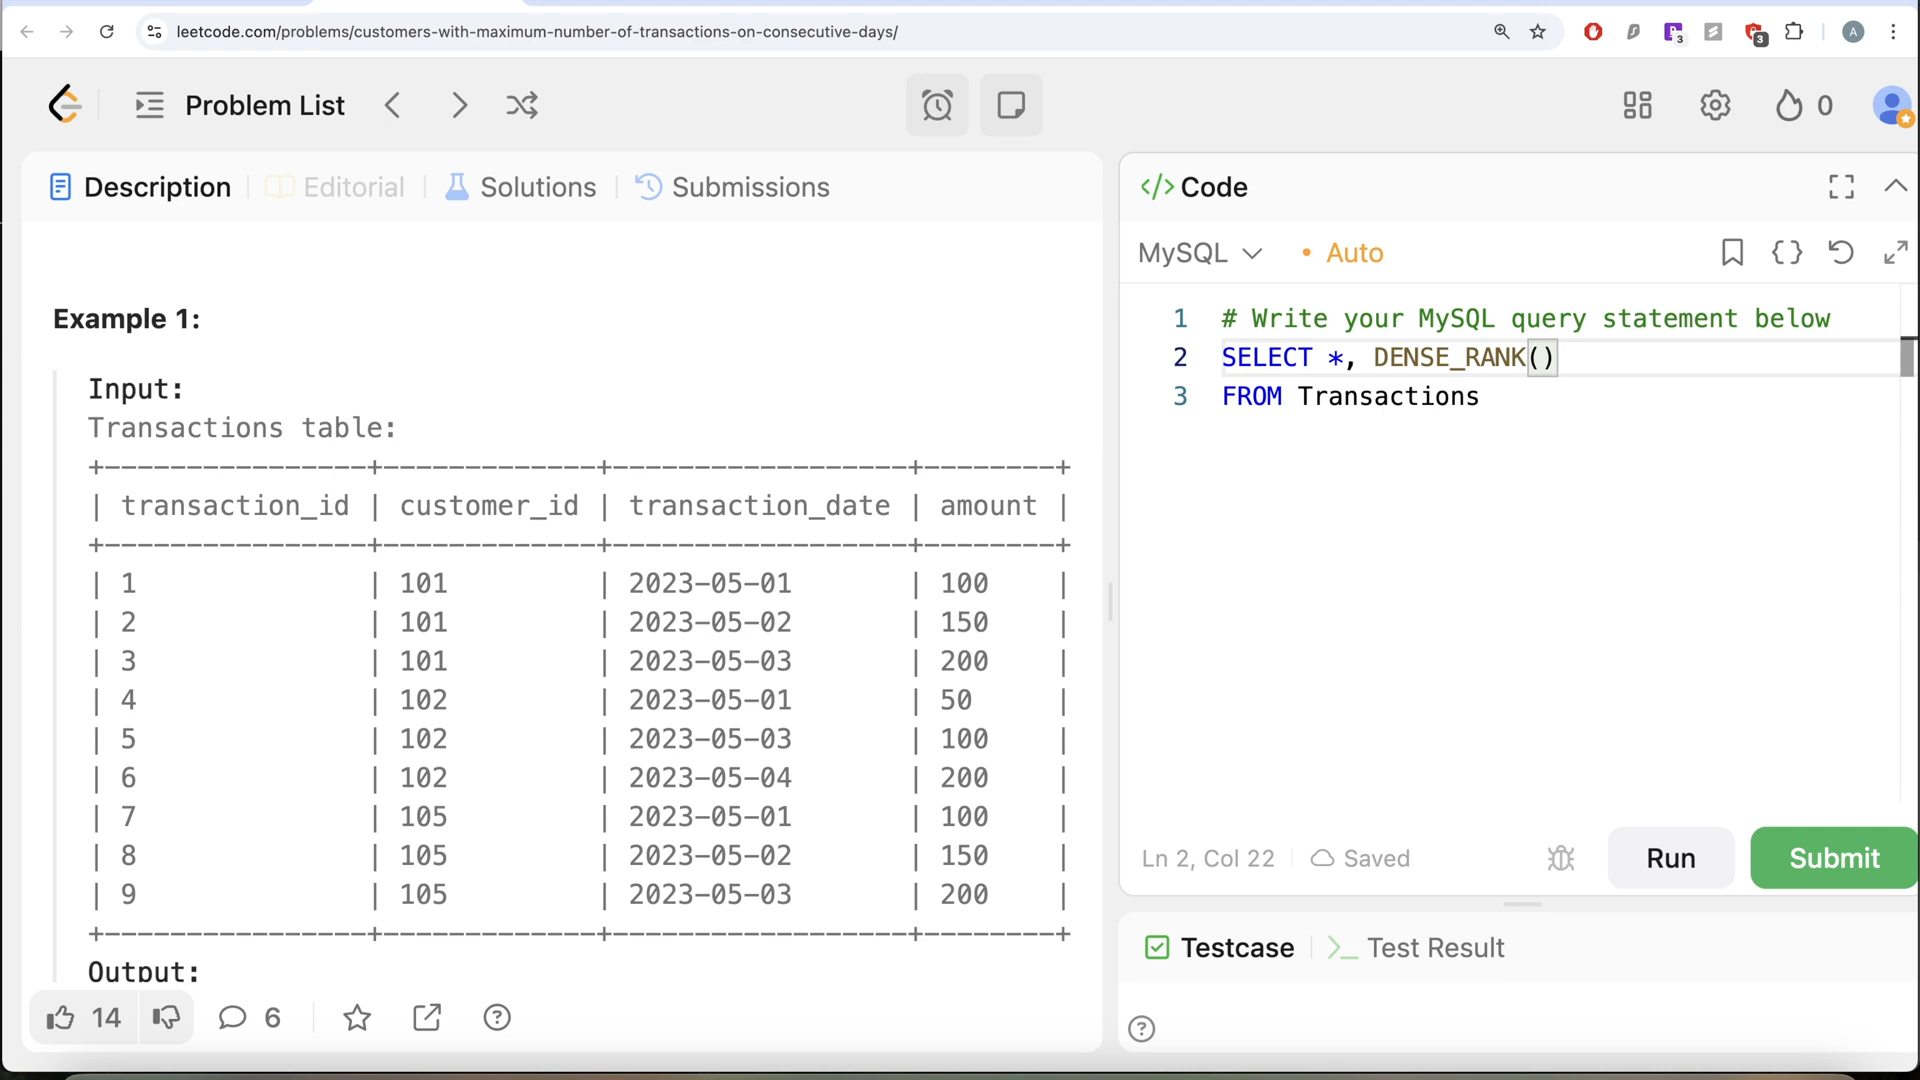 leetcode.com/problems/customers-with-maximum-number-of-transactions-on-consecutive-days/
3
3
A
Problem List
0
Description
Editorial
Solutions
Submissions
Example 1:
Input:
Transactions table:
+----------------+-------------+-------------------+--------+
| transaction_id | customer_id | transaction_date | amount |
+----------------+-------------+-------------------+--------+
| 1 | 101 | 2023-05-01 | 100 |
| 2 | 101 | 2023-05-02 | 150 |
| 3 | 101 | 2023-05-03 | 200 |
| 4 | 102 | 2023-05-01 | 50 |
| 5 | 102 | 2023-05-03 | 100 |
| 6 | 102 | 2023-05-04 | 200 |
| 7 | 105 | 2023-05-01 | 100 |
| 8 | 105 | 2023-05-02 | 150 |
| 9 | 105 | 2023-05-03 | 200 |
+----------------+-------------+-------------------+--------+
Output:
14
6
</> Code
MySQL
• Auto
1 # Write your MySQL query statement below
2 SELECT *, DENSE_RANK()
3 FROM Transactions
Ln 2, Col 22
Saved
Run
Submit
Testcase
>_ Test Result